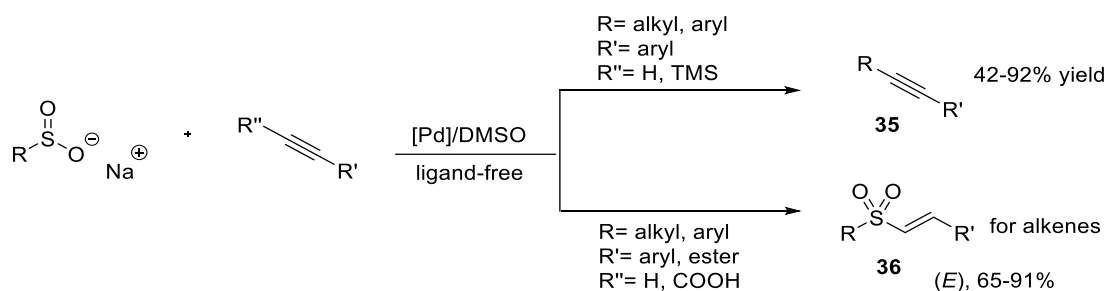 R= alkyl, aryl
R'= aryl
R"= H, TMS
R
R'
35
42-92% yield
O
S
R
O
⊖
Na
⊕
+
R"
R'
[Pd]/DMSO
ligand-free
O O
S
R
R'
36
for alkenes
(E), 65-91%
R= alkyl, aryl
R'= aryl, ester
R"= H, COOH